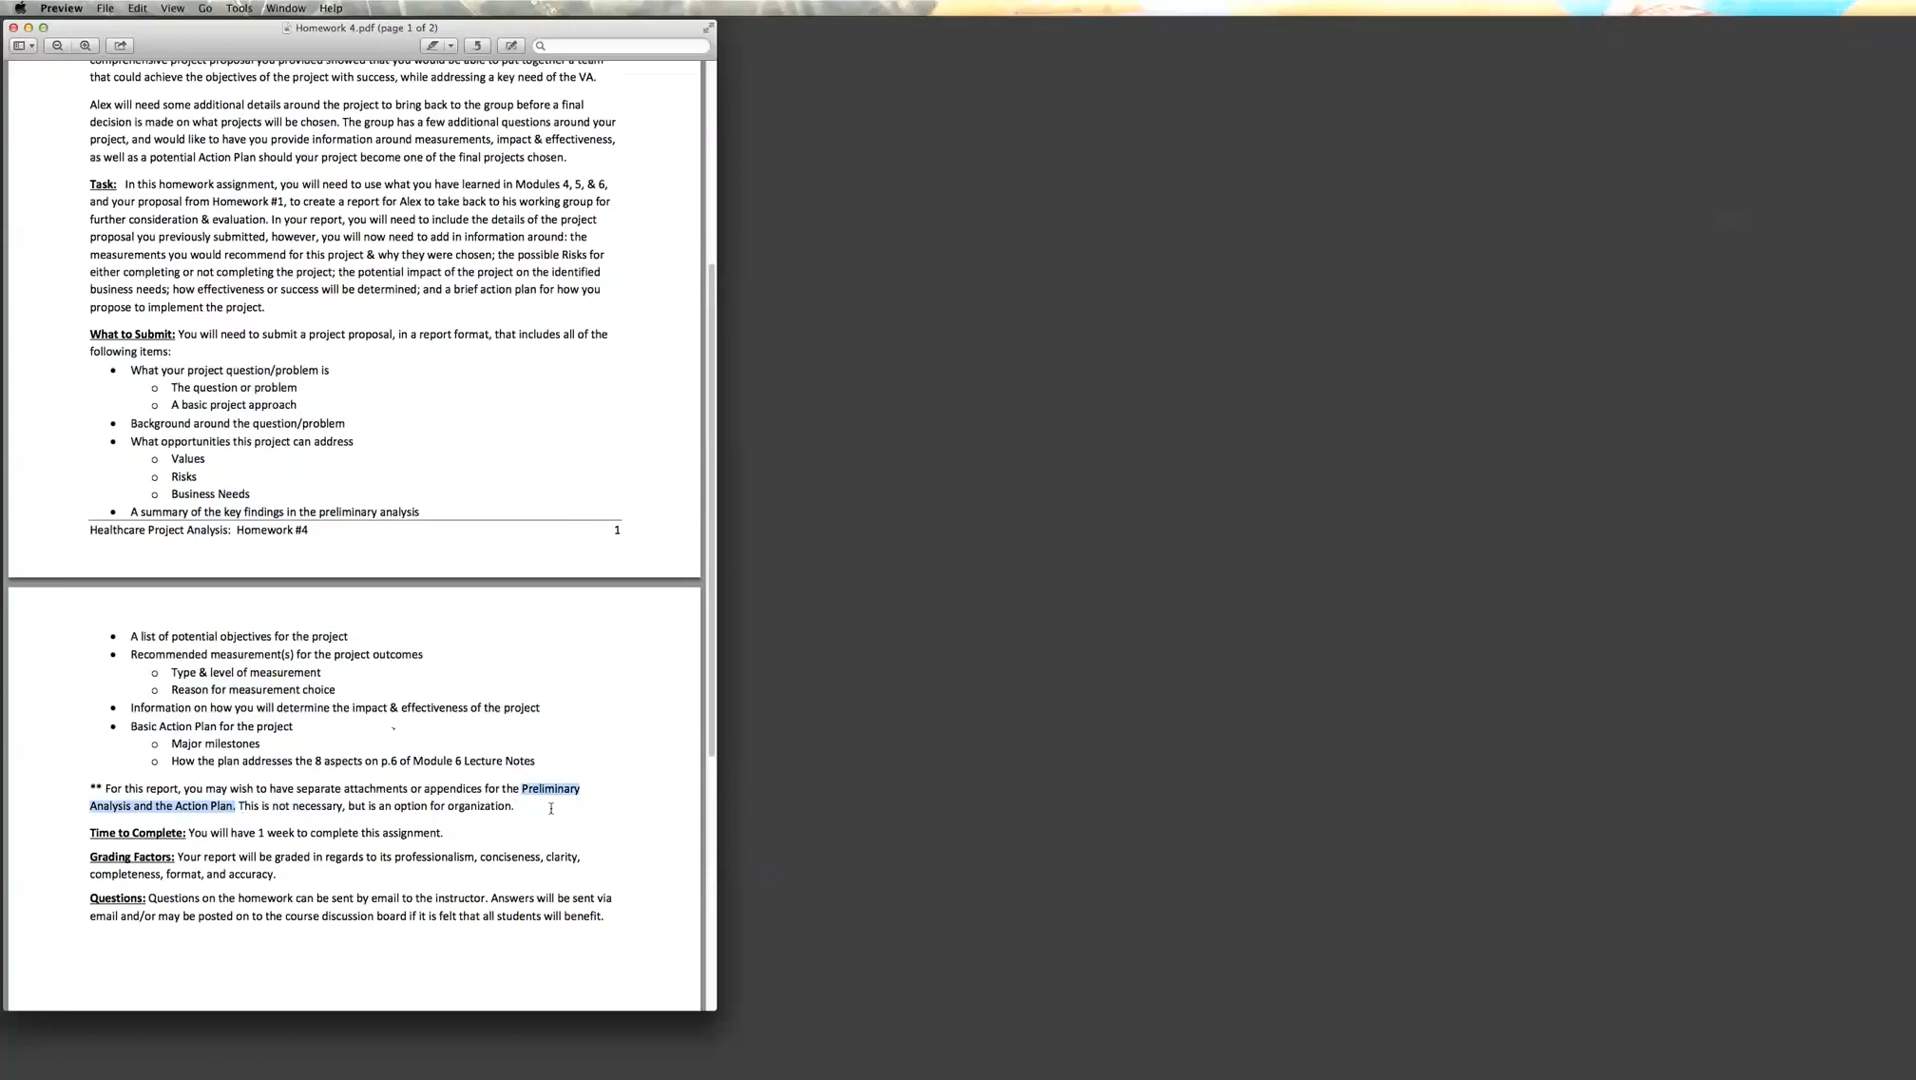 Preview File Edit View Go Tools Window Help
Homework 4.pdf (page 1 of 2)
comprehensive project proposal you provided showed that you would be able to put together a team
that could achieve the objectives of the project with success, while addressing a key need of the VA.
Alex will need some additional details around the project to bring back to the group before a final
decision is made on what projects will be chosen. The group has a few additional questions around your
project, and would like to have you provide information around measurements, impact & effectiveness,
as well as a potential Action Plan should your project become one of the final projects chosen.
Task: In this homework assignment, you will need to use what you have learned in Modules 4, 5, & 6,
and your proposal from Homework #1, to create a report for Alex to take back to his working group for
further consideration & evaluation. In your report, you will need to include the details of the project
proposal you previously submitted, however, you will now need to add in information around: the
measurements you would recommend for this project & why they were chosen; the possible Risks for
either completing or not completing the project; the potential impact of the project on the identified
business needs; how effectiveness or success will be determined; and a brief action plan for how you
propose to implement the project.
What to Submit: You will need to submit a project proposal, in a report format, that includes all of the
following items:
• What your project question/problem is
o The question or problem
o A basic project approach
• Background around the question/problem
• What opportunities this project can address
o Values
o Risks
o Business Needs
• A summary of the key findings in the preliminary analysis
Healthcare Project Analysis: Homework #4 1
• A list of potential objectives for the project
• Recommended measurement(s) for the project outcomes
o Type & level of measurement
o Reason for measurement choice
• Information on how you will determine the impact & effectiveness of the project
• Basic Action Plan for the project
o Major milestones
o How the plan addresses the 8 aspects on p.6 of Module 6 Lecture Notes
** For this report, you may wish to have separate attachments or appendices for the Preliminary
Analysis and the Action Plan. This is not necessary, but is an option for organization.
Time to Complete: You will have 1 week to complete this assignment.
Grading Factors: Your report will be graded in regards to its professionalism, conciseness, clarity,
completeness, format, and accuracy.
Questions: Questions on the homework can be sent by email to the instructor. Answers will be sent via
email and/or may be posted on to the course discussion board if it is felt that all students will benefit.